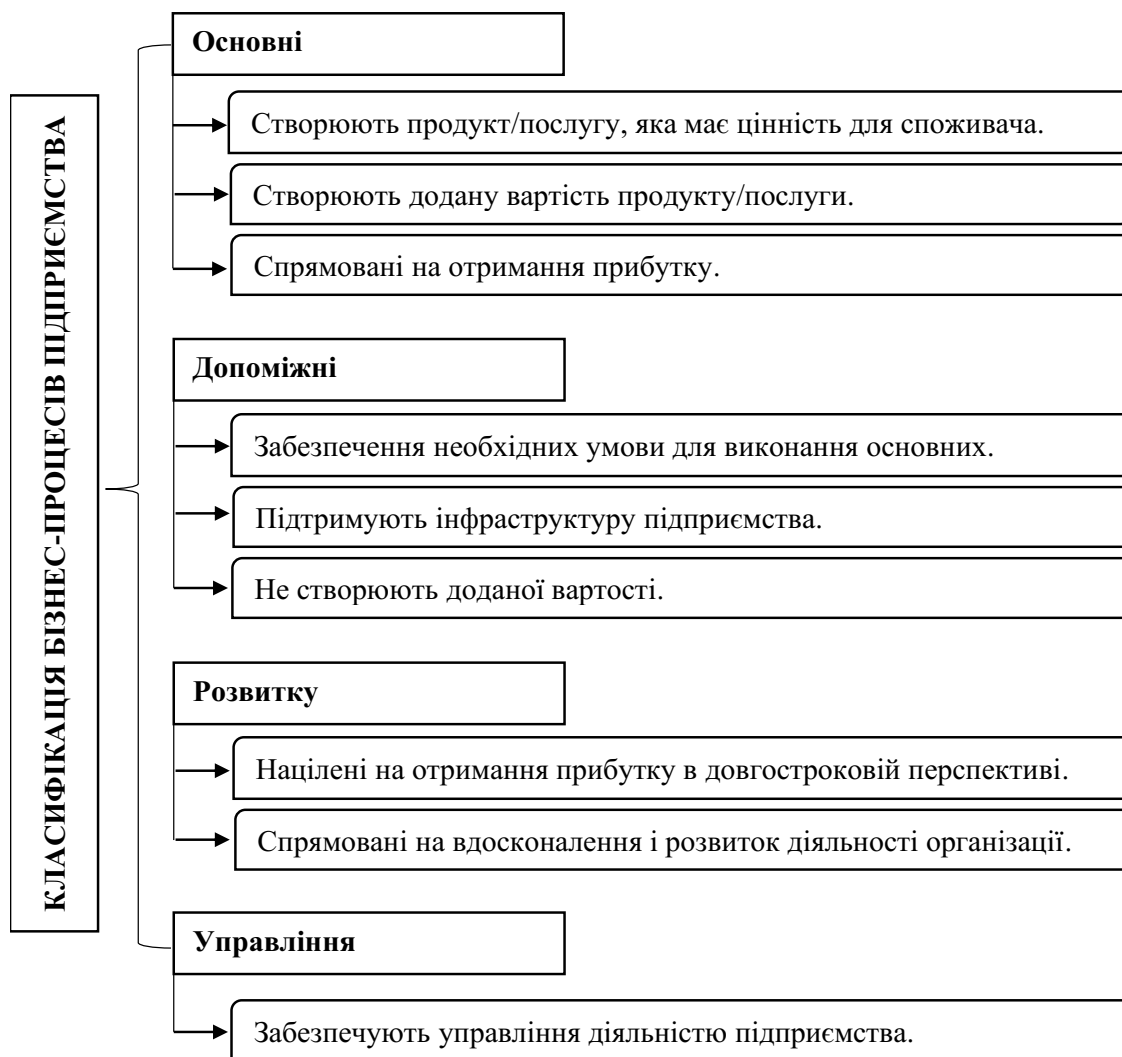 КЛАСИФІКАЦІЯ БІЗНЕС-ПРОЦЕСІВ ПІДПРИЄМСТВА
Основні
Створюють продукт/послугу, яка має цінність для споживача.
Створюють додану вартість продукту/послуги.
Спрямовані на отримання прибутку.
Допоміжні
Забезпечення необхідних умови для виконання основних.
Підтримують інфраструктуру підприємства.
Не створюють доданої вартості.
Розвитку
Націлені на отримання прибутку в довгостроковій перспективі.
Спрямовані на вдосконалення і розвиток діяльності організації.
Управління
Забезпечують управління діяльністю підприємства.